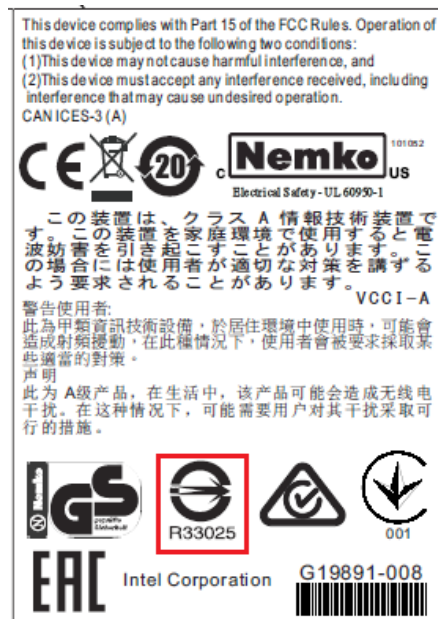 This device complies with Part 15 of the FCC Rules. Operation of
this device is subject to the following two conditions:
(1)This device may not cause harmful interference, and
(2)This device must accept any interference received, including
interference that may cause undesired operation.
CAN ICES-3 (A)
CE
20
c Nemko US
101052
Electrical Safety - UL 60950-1
この装置は、クラス A 情報技術装置で
す。この装置を家庭環境で使用すると電
波妨害を引き起こすことがあります。こ
の場合には使用者が適切な対策を講ずる
よう要求されることがあります。
VCCI-A
警告使用者:
此為甲類資訊技術設備，於居住環境中使用時，可能會
造成射頻擾動，在此種情況下，使用者會被要求採取某
些適當的對策。
声明
此为 A级产品，在生活中，该产品可能会造成无线电
干扰。在这种情况下，可能需要用户对其干扰采取可
行的措施。
N Nemko
GS
geprüfte
Sicherheit
R33025
001
EAC
Intel Corporation
G19891-008